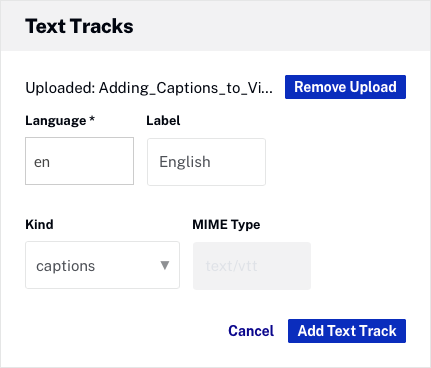 Text Tracks
Uploaded: Adding_Captions_to_Vi... Remove Upload
Language * Label
en English
Kind MIME Type
captions text/vtt
Cancel Add Text Track